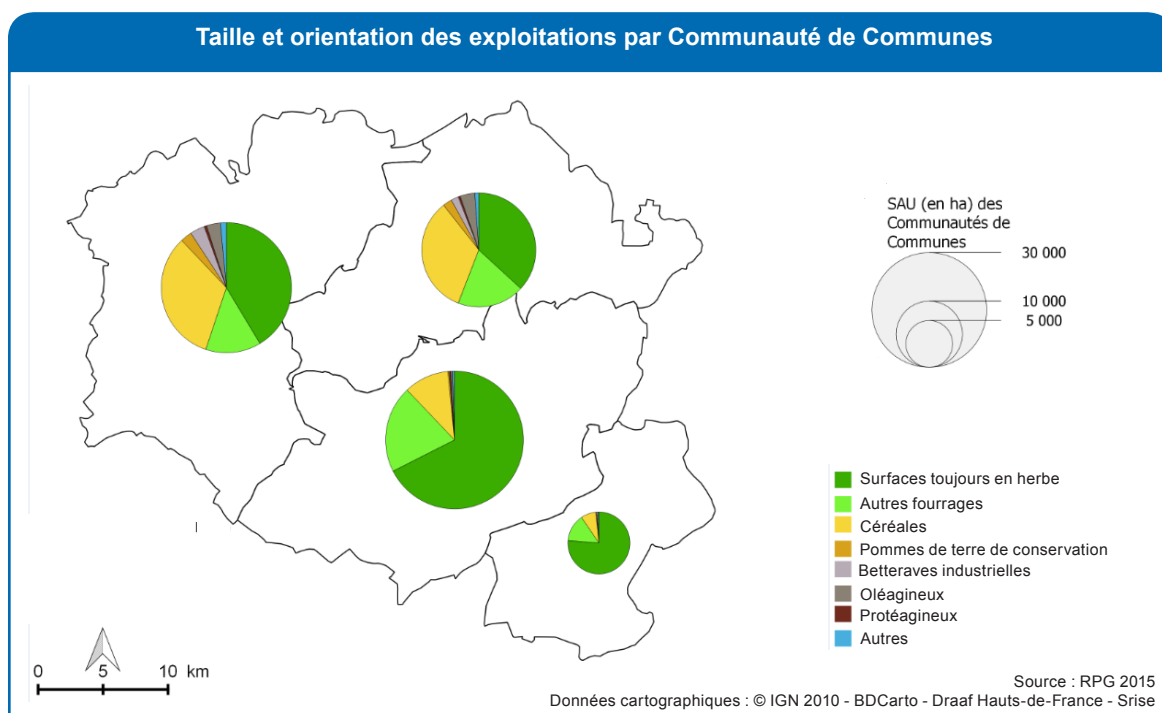 Taille et orientation des exploitations par Communauté de Communes
SAU (en ha) des
Communautés de
Communes
30 000
10 000
5 000
Surfaces toujours en herbe
Autres fourrages
Céréales
Pommes de terre de conservation
Betteraves industrielles
Oléagineux
Protéagineux
Autres
0 5 10 km
Source : RPG 2015
Données cartographiques : © IGN 2010 - BDCarto - Draaf Hauts-de-France - Srise